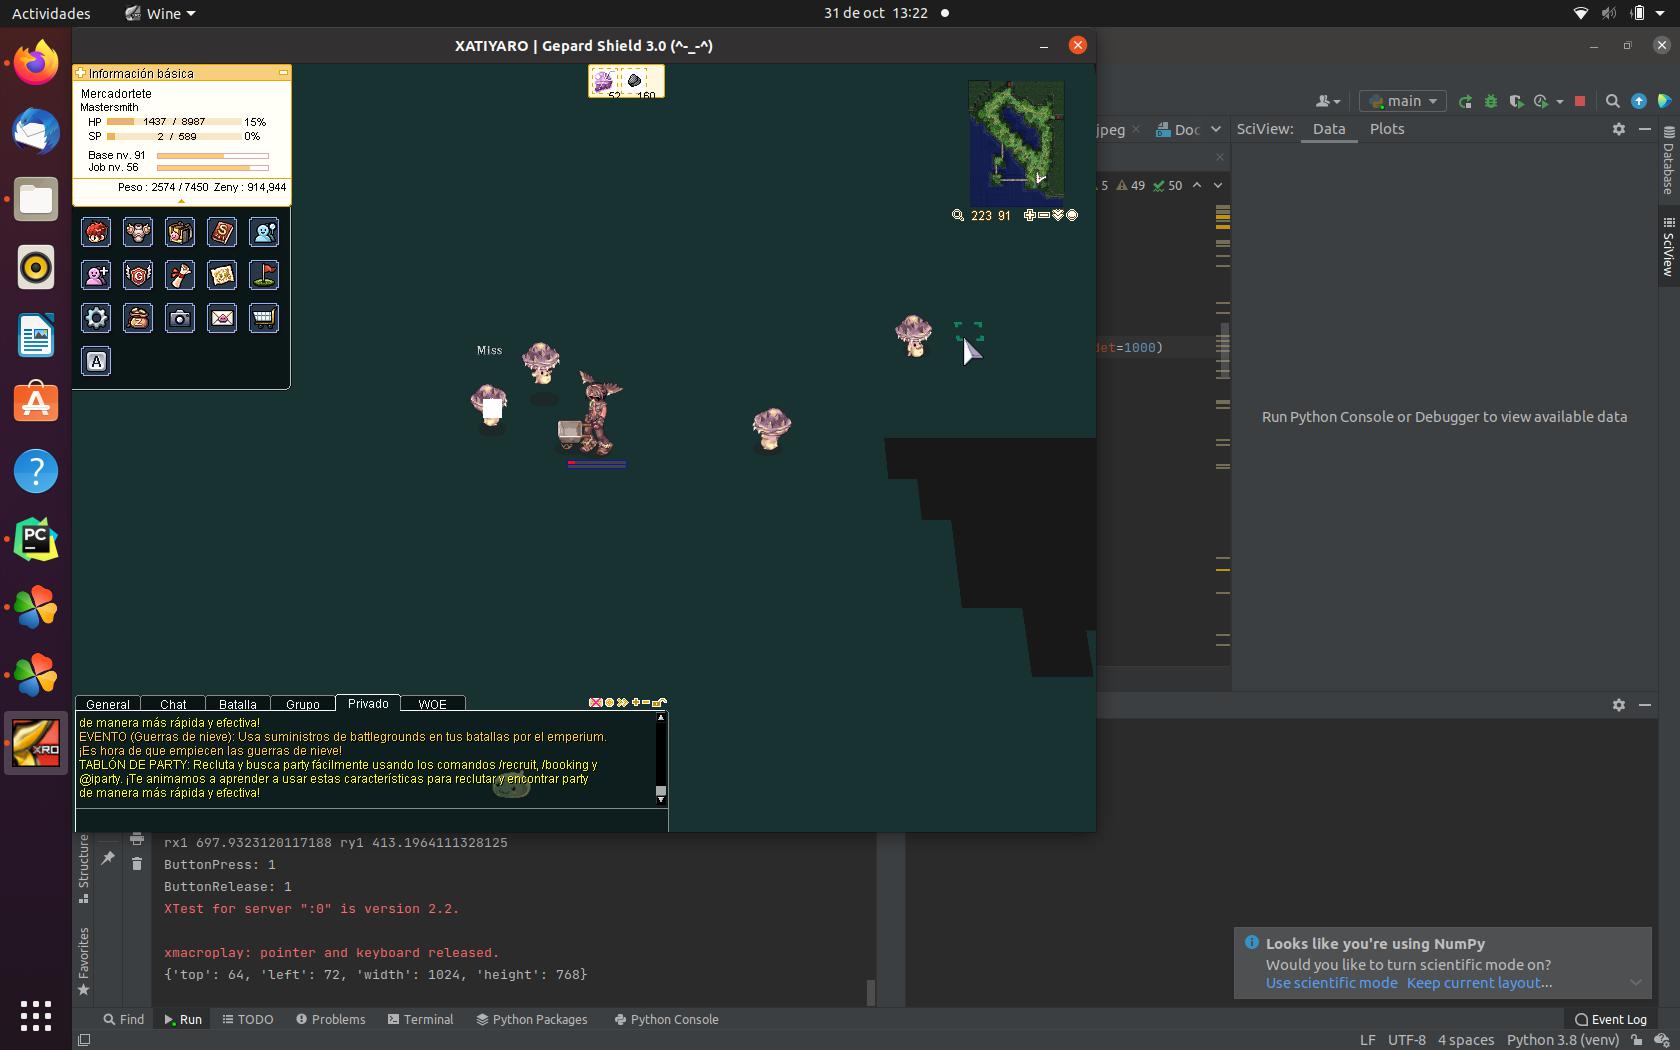 Actividades
Wine
31 de oct 13:22
XATIYARO | Gepard Shield 3.0 (^-_-^)
Información básica
Mercadortete
Mastersmith
HP 1437 / 8987 15%
SP 2 / 589 0%
Base nv. 91
Job nv. 56
Peso : 2574 / 7450 Zeny : 914,944
52 160
223 91
Miss
S
G
A
General Chat Batalla Grupo Privado WOE
de manera más rápida y efectiva!
EVENTO (Guerras de nieve): Usa suministros de battlegrounds en tus batallas por el emperium.
¡Es hora de que empiecen las guerras de nieve!
TABLÓN DE PARTY: Recluta y busca party fácilmente usando los comandos /recruit, /booking y
@iparty. ¡Te animamos a aprender a usar estas características para reclutar y encontrar party
de manera más rápida y efectiva!
main
jpeg
Doc
SciView: Data Plots
5 49 50
det=1000)
Run Python Console or Debugger to view available data
Database
SciView
PC
XRO
Structure
Favorites
rx1 697.9323120117188 ry1 413.1964111328125
ButtonPress: 1
ButtonRelease: 1
XTest for server ":0" is version 2.2.
xmacroplay: pointer and keyboard released.
{'top': 64, 'left': 72, 'width': 1024, 'height': 768}
Looks like you're using NumPy
Would you like to turn scientific mode on?
Use scientific mode Keep current layout...
Find Run TODO Problems Terminal Python Packages Python Console
Event Log
LF UTF-8 4 spaces Python 3.8 (venv)